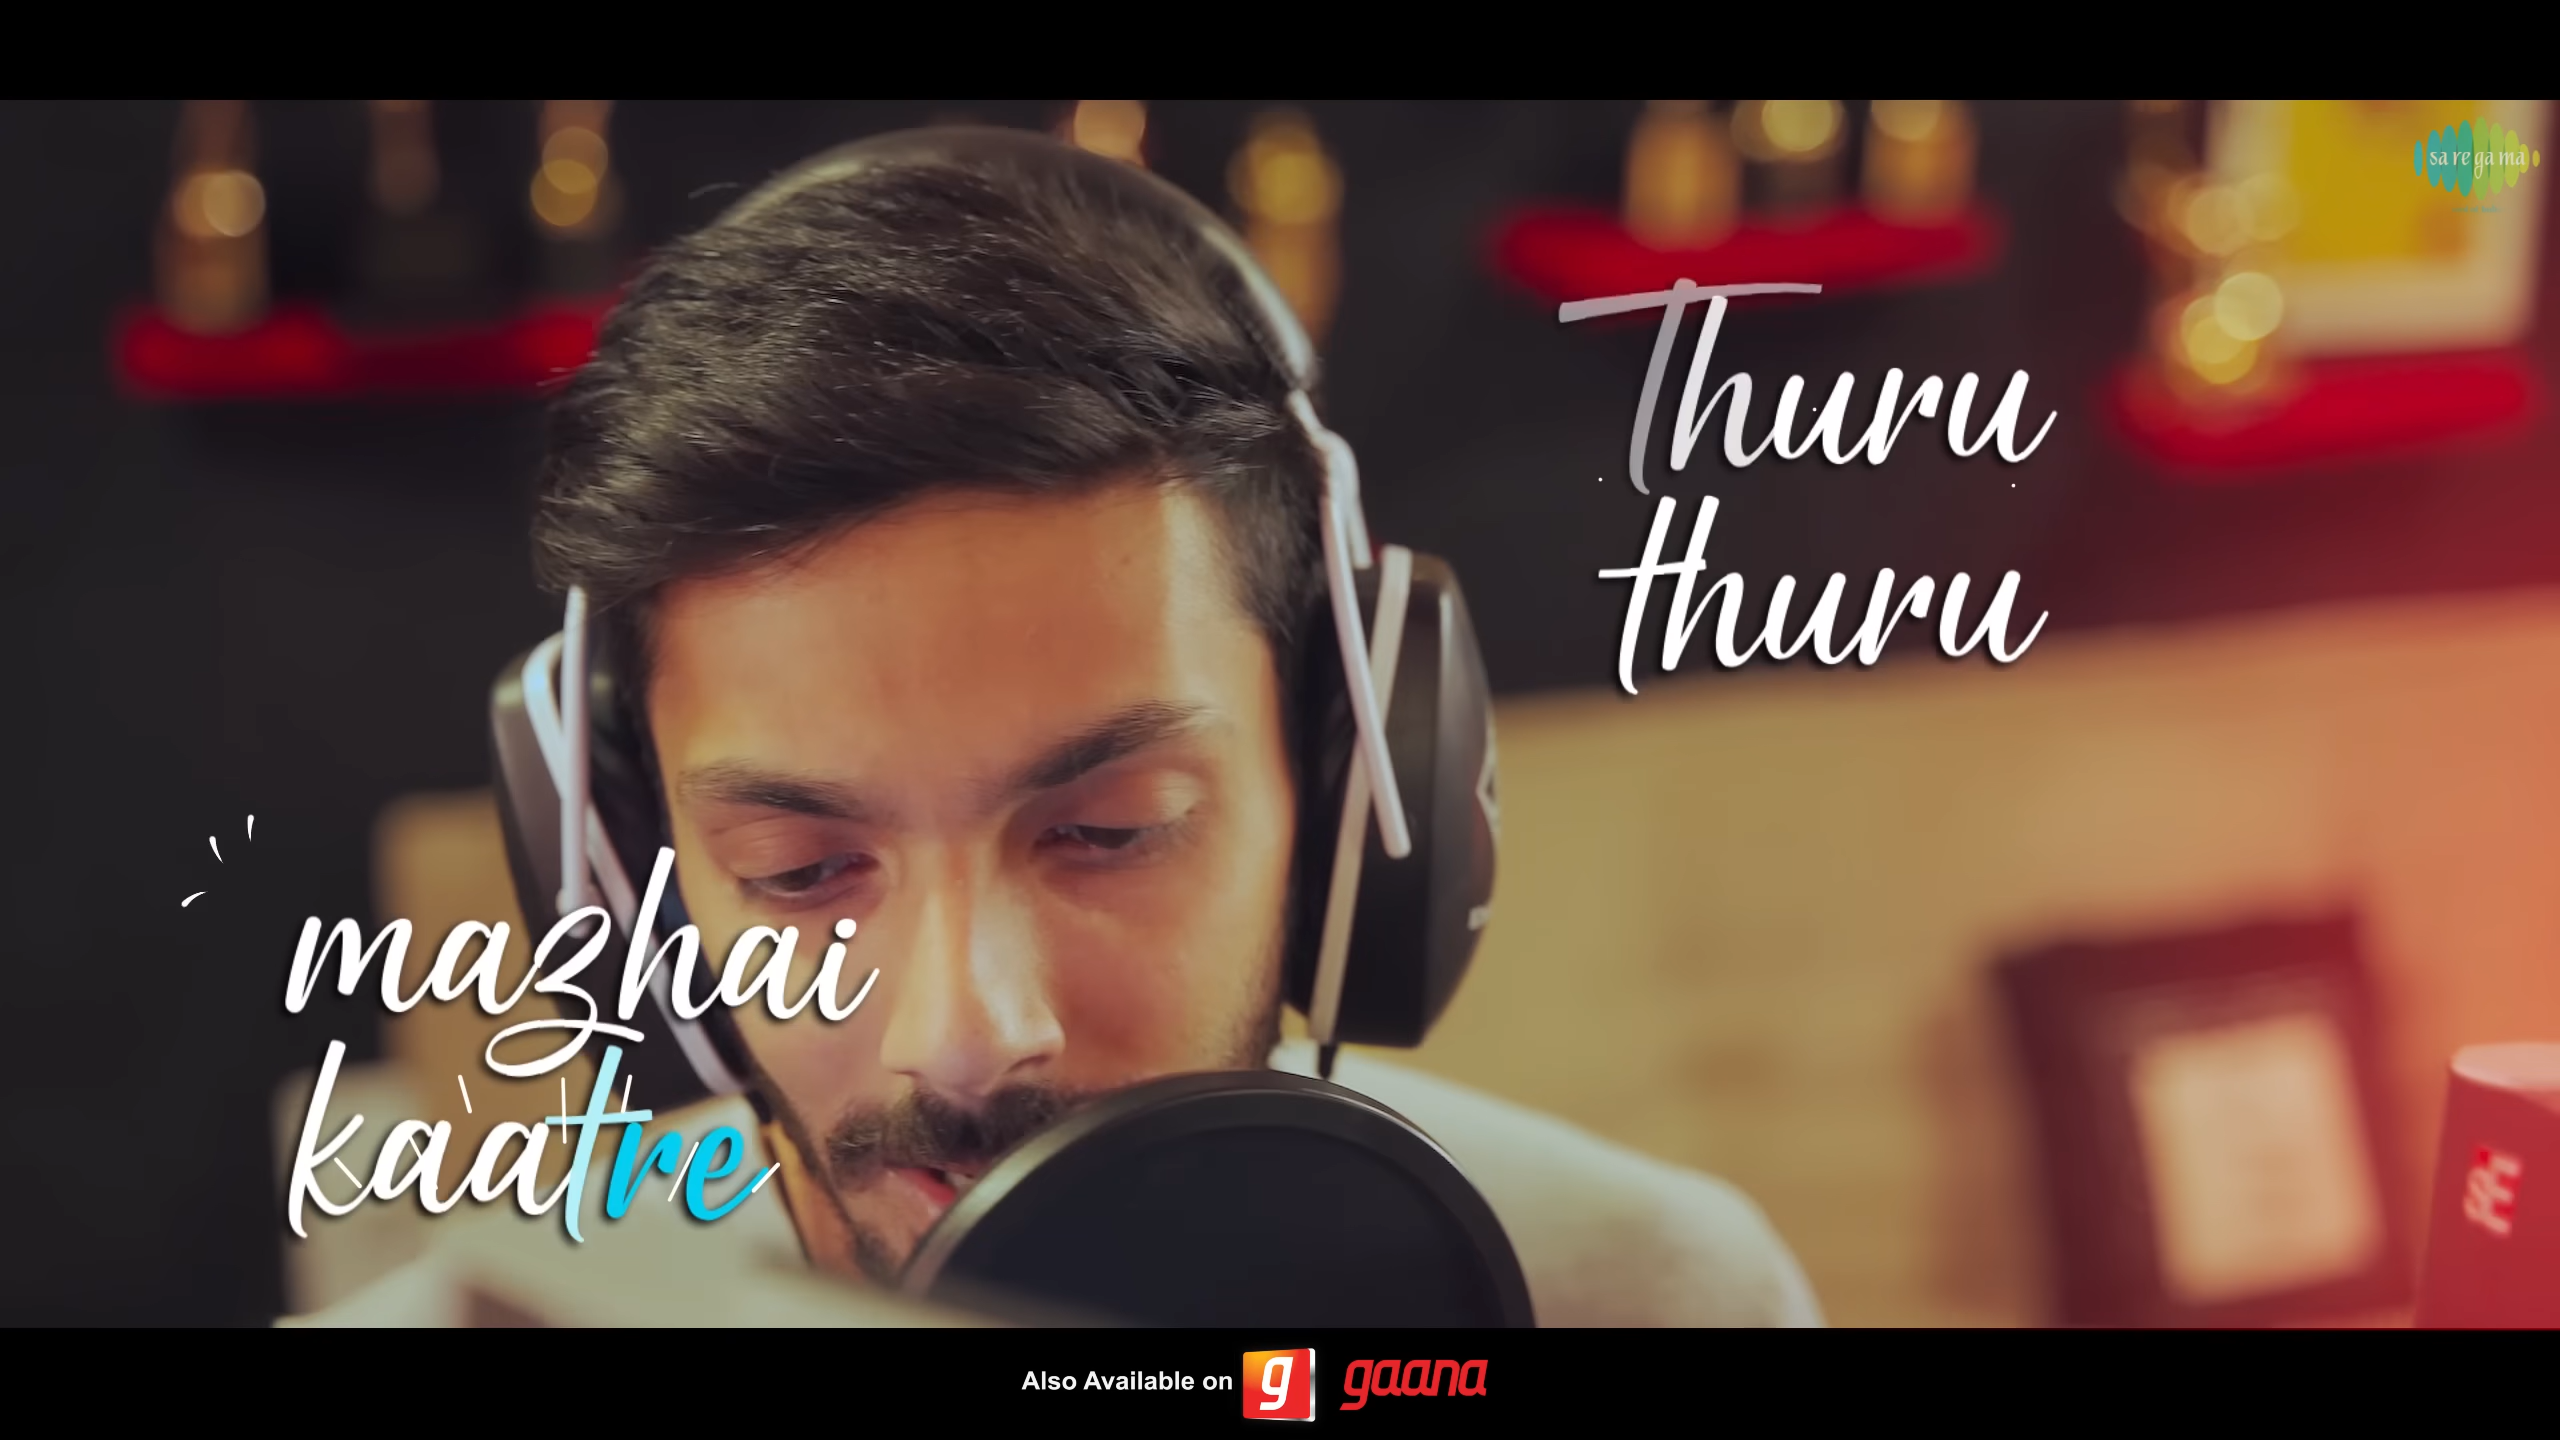 sa re ga ma
Thuru
thuru
mazhai
kaatre
Also Available on g gaana